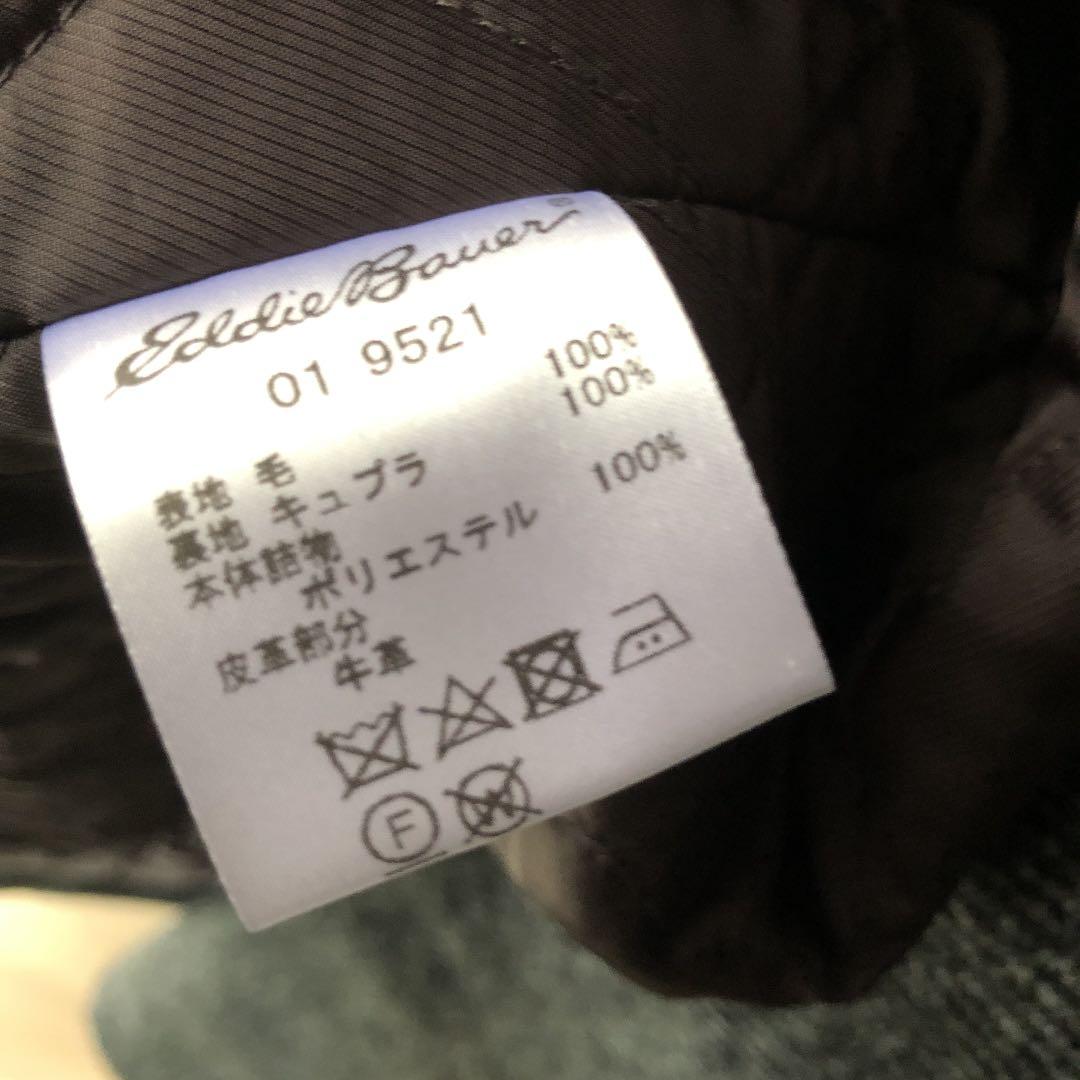 Eddie Bauer®
01 9521
表地 毛 100%
裏地 キュプラ 100%
本体詰物
ポリエステル 100%
皮革部分
牛革
F W